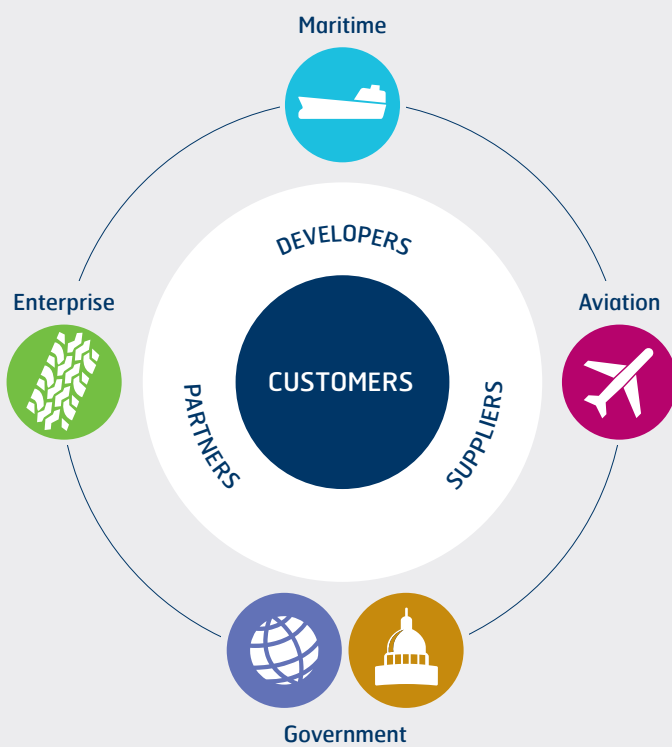 Maritime
DEVELOPERS
Enterprise
Aviation
CUSTOMERS
PARTNERS
SUPPLIERS
Government